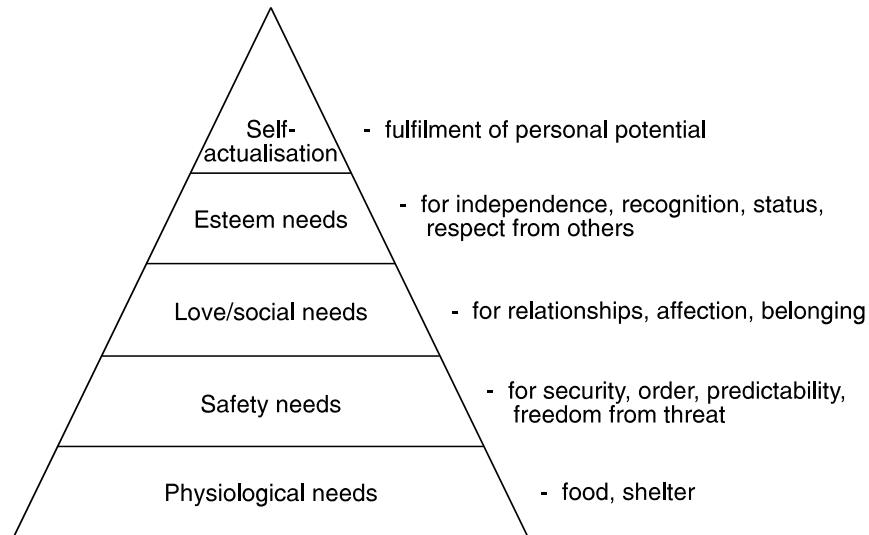 Self-
actualisation
- fulfilment of personal potential
Esteem needs
- for independence, recognition, status,
respect from others
Love/social needs
- for relationships, affection, belonging
Safety needs
- for security, order, predictability,
freedom from threat
Physiological needs
- food, shelter